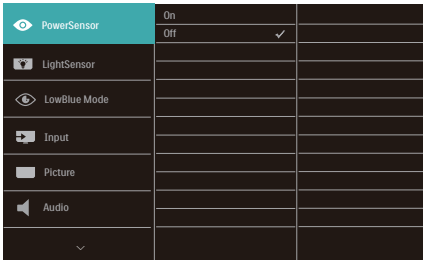 PowerSensor
On
Off
LightSensor
LowBlue Mode
Input
Picture
Audio